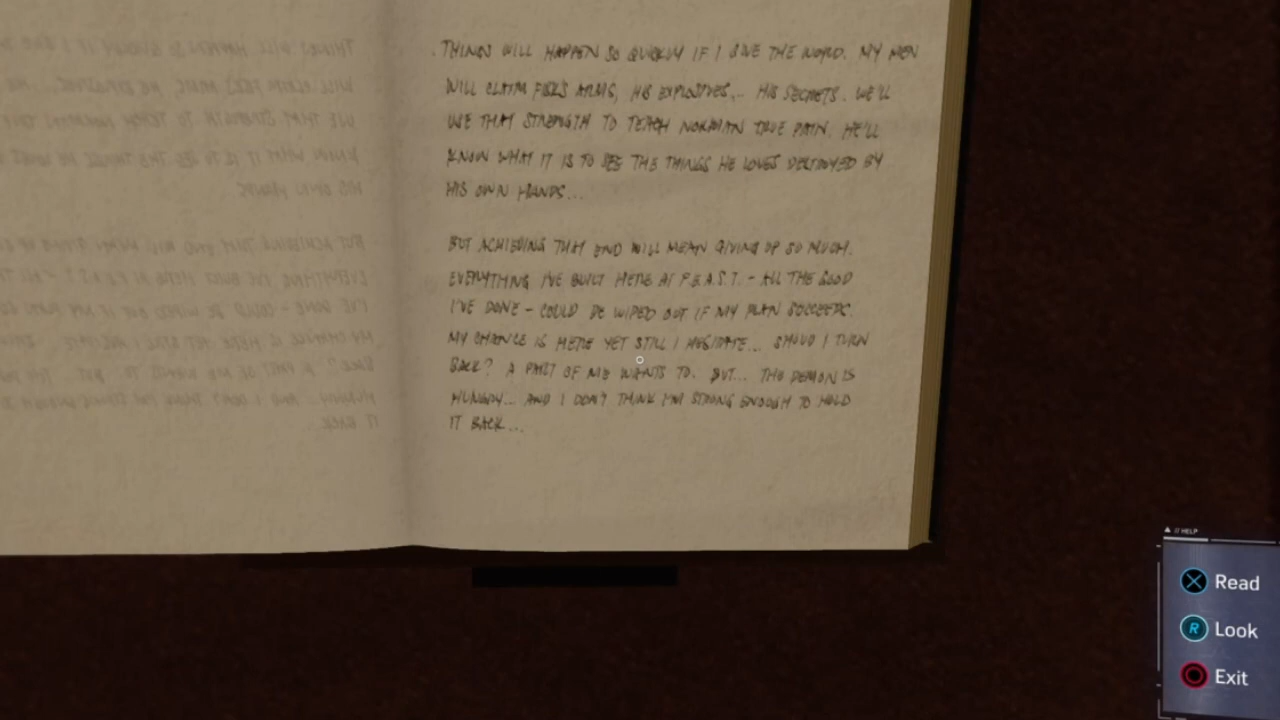 THINGS WILL HAPPEN SO QUICKLY IF I GIVE THE WORD. MY MEN
WILL CLAIM FISK'S ARMS, HIS EXPLOSIVES... HIS SECRETS. WE'LL
USE THAT STRENGTH TO TEACH NORMAN TRUE PAIN. HE'LL
KNOW WHAT IT IS TO SEE THE THINGS HE LOVES DESTROYED BY
HIS OWN HANDS...
BUT ACHIEVING THAT END WILL MEAN GIVING UP SO MUCH.
EVERYTHING I'VE BUILT HERE AT F.E.A.S.T. - ALL THE GOOD
I'VE DONE - COULD BE WIPED OUT IF MY PLAN SUCCEEDS.
MY CHANCE IS HERE YET STILL I HESITATE... SHOULD I TURN
BACK? A PART OF ME WANTS TO. BUT... THE DEMON IS
HUNGRY... AND I DON'T THINK I'M STRONG ENOUGH TO HOLD
IT BACK...
// HELP
Read
R Look
Exit